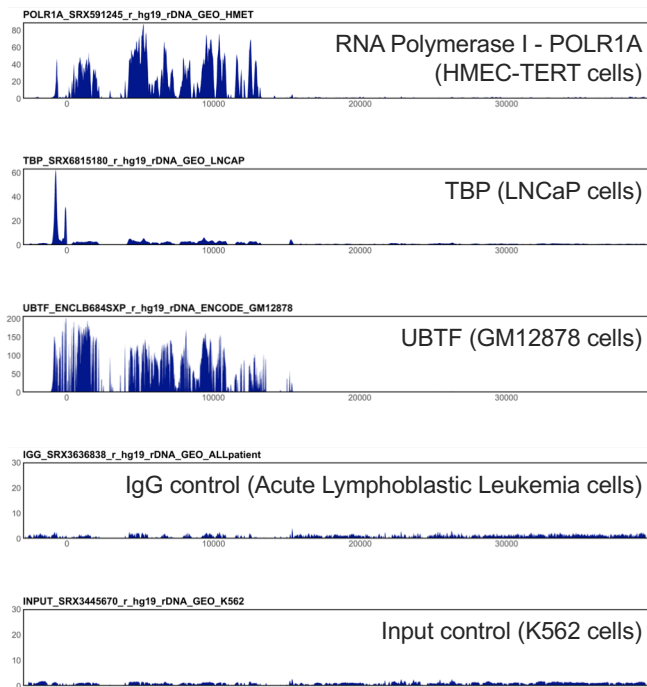 POLR1A_SRX591245_r_hg19_rDNA_GEO_HMET
80
60
40
20
0
RNA Polymerase I - POLR1A
(HMEC-TERT cells)
0 10000 20000 30000
TBP_SRX6815180_r_hg19_rDNA_GEO_LNCAP
60
40
20
0
TBP (LNCaP cells)
0 10000 20000 30000
UBTF_ENCLB684SXP_r_hg19_rDNA_ENCODE_GM12878
200
150
100
50
0
UBTF (GM12878 cells)
0 10000 20000 30000
IGG_SRX3636838_r_hg19_rDNA_GEO_ALLpatient
30
20
10
0
IgG control (Acute Lymphoblastic Leukemia cells)
0 10000 20000 30000
INPUT_SRX3445670_r_hg19_rDNA_GEO_K562
30
20
10
0
Input control (K562 cells)